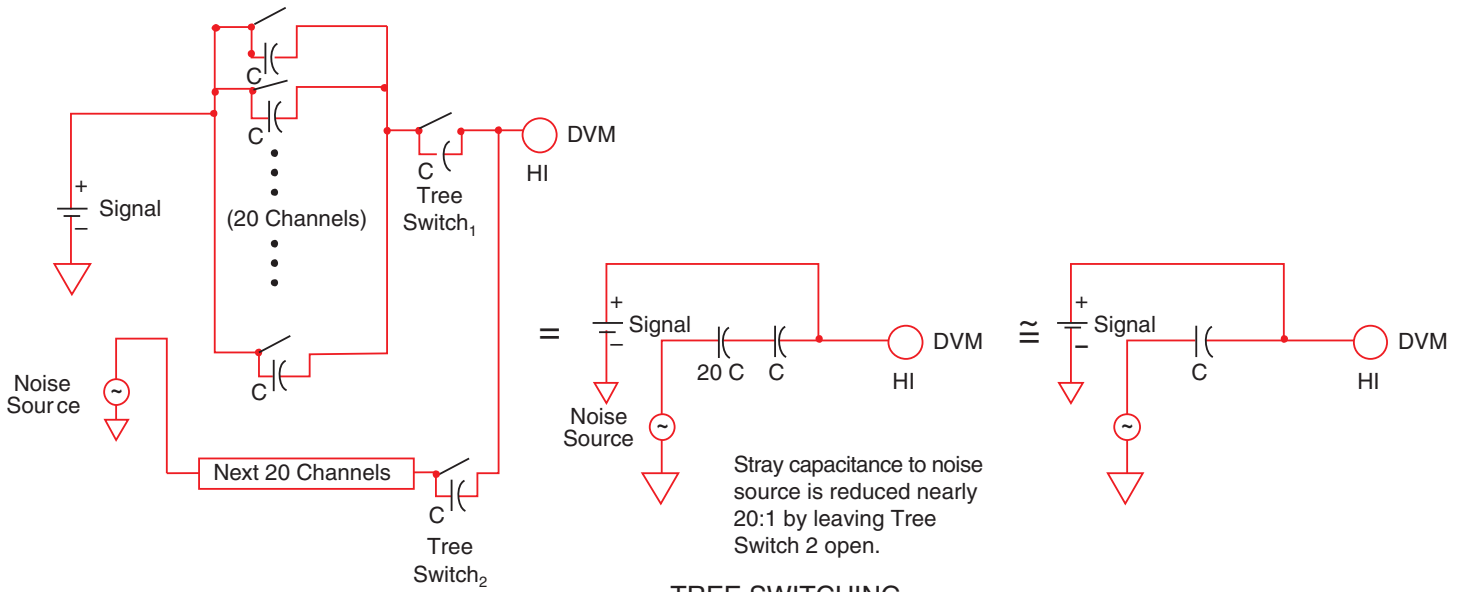 C
C
C
DVM
HI
Tree
Switch1
+
Signal
–
(20 Channels)
C
Noise
Source
Next 20 Channels
C
Tree
Switch2
=
+
Signal
–
20 C
C
DVM
HI
Noise
Source
~
Stray capacitance to noise
source is reduced nearly
20:1 by leaving Tree
Switch 2 open.
≅
+
Signal
–
C
DVM
HI
~